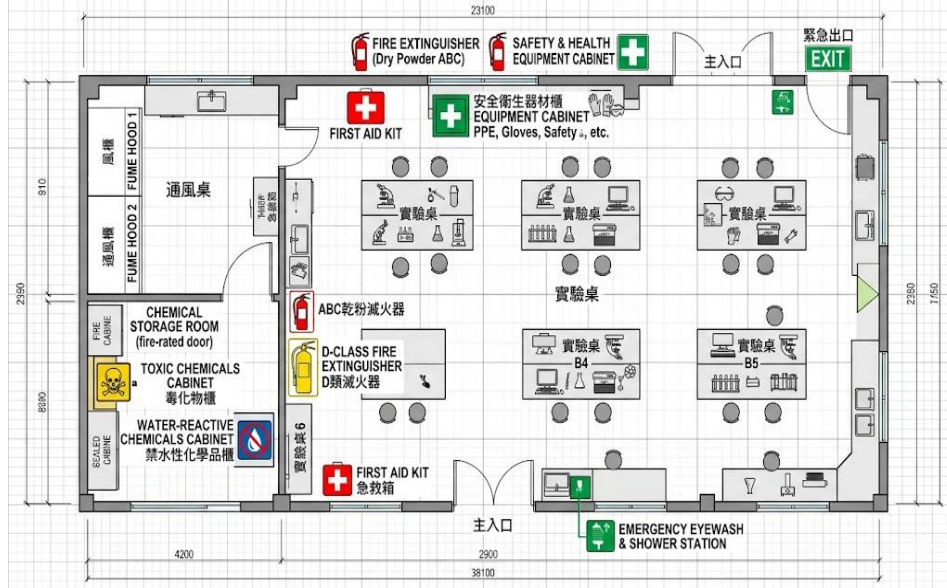 23100
FIRE EXTINGUISHER
(Dry Powder ABC)
SAFETY & HEALTH
EQUIPMENT CABINET
主入口
緊急出口
EXIT
FIRST AID KIT
安全衛生器材櫃
EQUIPMENT CABINET
PPE, Gloves, Safety
, etc.
風櫃
FUME HOOD 1
通風桌
通風櫃
FUME HOOD 2
實驗桌
實驗桌
實驗桌
實驗桌
910
2390
8880
2380
1750
CHEMICAL
STORAGE ROOM
(fire-rated door)
FIRE
CABINE
ABC乾粉滅火器
TOXIC CHEMICALS
CABINET
毒化物櫃
a
D-CLASS FIRE
EXTINGUISHER
D類滅火器
實驗桌
B4
實驗桌
B5
WATER-REACTIVE
CHEMICALS CABINET
禁水性化學品櫃
CABINE
實驗桌6
FIRST AID KIT
急救箱
主入口
EMERGENCY EYEWASH
& SHOWER STATION
4200
2900
38100